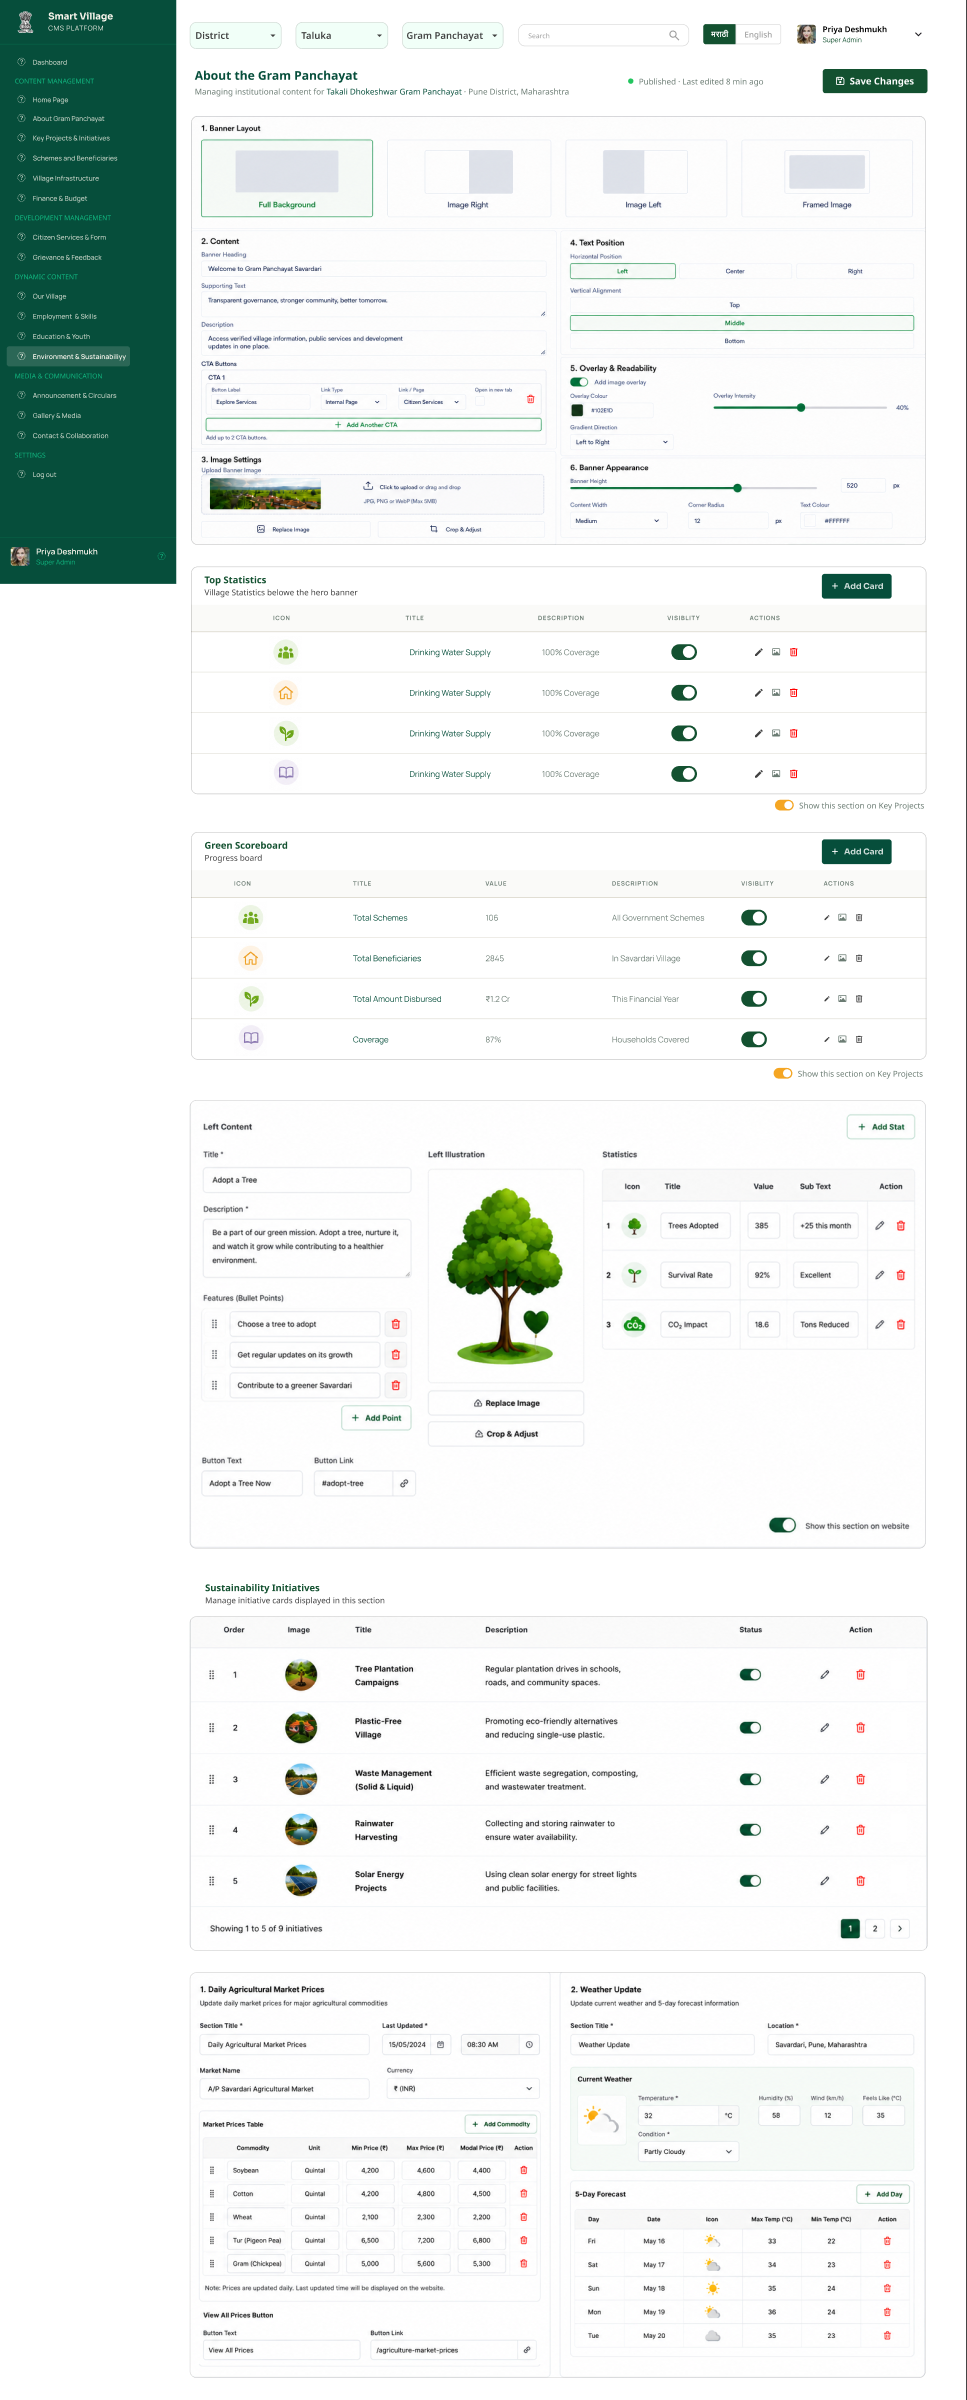 Smart Village
CMS PLATFORM
Dashboard
CONTENT MANAGEMENT
Home Page
About Gram Panchayat
Key Projects & Initiatives
Schemes and Beneficiaries
Village Infrastructure
Finance & Budget
DEVELOPMENT MANAGEMENT
Citizen Services & Form
Grievance & Feedback
DYNAMIC CONTENT
Our Village
Employment & Skills
Education & Youth
Environment & Sustainability
MEDIA & COMMUNICATION
Announcement & Circulars
Gallery & Media
Contact & Collaboration
SETTINGS
Log out
Priya Deshmukh
Super Admin
District
Taluka
Gram Panchayat
Search
मराठी
English
Priya Deshmukh
Super Admin
About the Gram Panchayat
Managing institutional content for Takali Dhokeshwar Gram Panchayat · Pune District, Maharashtra
Published · Last edited 8 min ago
Save Changes
1. Banner Layout
Full Background
Image Right
Image Left
Framed Image
2. Content
Banner Heading
Welcome to Gram Panchayat Savardari
Supporting Text
Transparent governance, stronger community, better tomorrow.
Description
Access verified village information, public services and development
updates in one place.
CTA Buttons
CTA 1
Button Label
Link Type
Link / Page
Open in new tab
Explore Services
Internal Page
Citizen Services
+ Add Another CTA
Add up to 2 CTA buttons.
3. Image Settings
Upload Banner Image
Click to upload or drag and drop
JPG, PNG or WebP (Max 5MB)
Replace Image
Crop & Adjust
4. Text Position
Horizontal Position
Left
Center
Right
Vertical Alignment
Top
Middle
Bottom
5. Overlay & Readability
Add image overlay
Overlay Colour
Overlay Intensity
#102E1D
40%
Gradient Direction
Left to Right
6. Banner Appearance
Banner Height
520
px
Content Width
Corner Radius
Text Colour
Medium
12
px
#FFFFFF
Top Statistics
Village Statistics belowe the hero banner
+ Add Card
ICON
TITLE
DESCRIPTION
VISIBLITY
ACTIONS
Drinking Water Supply
100% Coverage
Drinking Water Supply
100% Coverage
Drinking Water Supply
100% Coverage
Drinking Water Supply
100% Coverage
Show this section on Key Projects
Green Scoreboard
Progress board
+ Add Card
ICON
TITLE
VALUE
DESCRIPTION
VISIBLITY
ACTIONS
Total Schemes
106
All Government Schemes
Total Beneficiaries
2845
In Savardari Village
Total Amount Disbursed
₹1.2 Cr
This Financial Year
Coverage
87%
Households Covered
Show this section on Key Projects
Left Content
+ Add Stat
Title *
Adopt a Tree
Description *
Be a part of our green mission. Adopt a tree, nurture it,
and watch it grow while contributing to a healthier
environment.
Features (Bullet Points)
Choose a tree to adopt
Get regular updates on its growth
Contribute to a greener Savardari
+ Add Point
Button Text
Button Link
Adopt a Tree Now
#adopt-tree
Left Illustration
Replace Image
Crop & Adjust
Statistics
Icon
Title
Value
Sub Text
Action
1
Trees Adopted
385
+25 this month
2
Survival Rate
92%
Excellent
3
CO₂
CO₂ Impact
18.6
Tons Reduced
Show this section on website
Sustainability Initiatives
Manage initiative cards displayed in this section
Order
Image
Title
Description
Status
Action
1
Tree Plantation
Campaigns
Regular plantation drives in schools,
roads, and community spaces.
2
Plastic-Free
Village
Promoting eco-friendly alternatives
and reducing single-use plastic.
3
Waste Management
(Solid & Liquid)
Efficient waste segregation, composting,
and wastewater treatment.
4
Rainwater
Harvesting
Collecting and storing rainwater to
ensure water availability.
5
Solar Energy
Projects
Using clean solar energy for street lights
and public facilities.
Showing 1 to 5 of 9 initiatives
1
2
1. Daily Agricultural Market Prices
Update daily market prices for major agricultural commodities
Section Title *
Last Updated *
Daily Agricultural Market Prices
15/05/2024
08:30 AM
Market Name
Currency
A/P Savardari Agricultural Market
₹ (INR)
Market Prices Table
+ Add Commodity
Commodity
Unit
Min Price (₹)
Max Price (₹)
Modal Price (₹)
Action
Soybean
Quintal
4,200
4,600
4,400
Cotton
Quintal
4,200
4,800
4,500
Wheat
Quintal
2,100
2,300
2,200
Tur (Pigeon Pea)
Quintal
6,500
7,200
6,800
Gram (Chickpea)
Quintal
5,000
5,600
5,300
Note: Prices are updated daily. Last updated time will be displayed on the website.
View All Prices Button
Button Text
Button Link
View All Prices
/agriculture-market-prices
2. Weather Update
Update current weather and 5-day forecast information
Section Title *
Location *
Weather Update
Savardari, Pune, Maharashtra
Current Weather
Temperature *
Humidity (%)
Wind (km/h)
Feels Like (°C)
32
°C
58
12
35
Condition *
Partly Cloudy
5-Day Forecast
+ Add Day
Day
Date
Icon
Max Temp (°C)
Min Temp (°C)
Action
Fri
May 16
33
22
Sat
May 17
34
23
Sun
May 18
35
24
Mon
May 19
36
24
Tue
May 20
35
23